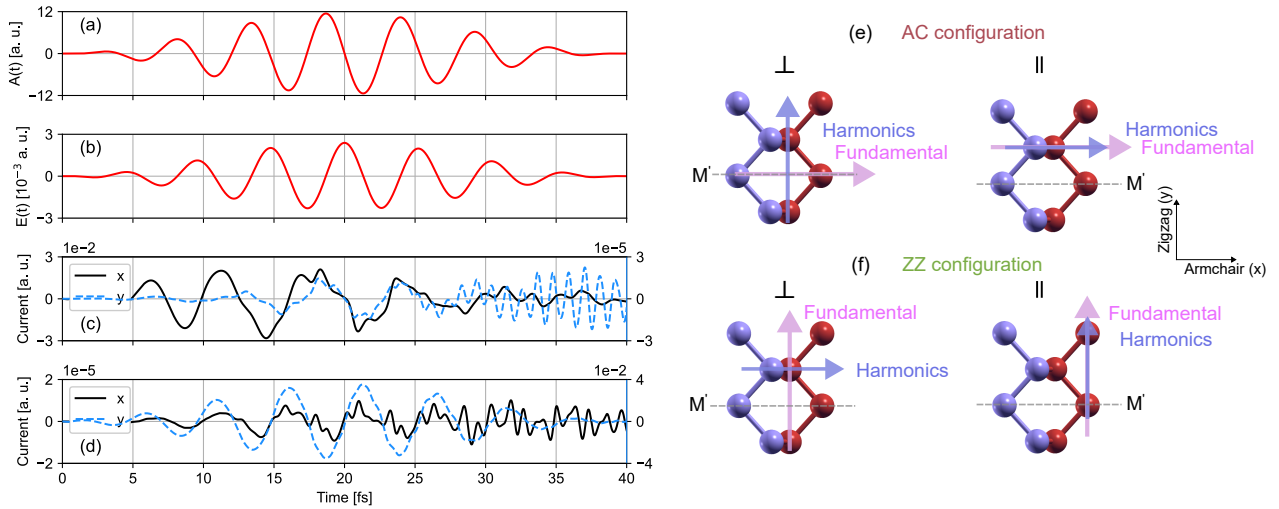 (a)
A(t) [a. u.]
12
0
−12
(b)
E(t) [10⁻³ a. u.]
3
0
−3
1e−2
1e−5
(c)
Current [a. u.]
x
y
3
0
−3
3
0
−3
1e−5
1e−2
(d)
Current [a. u.]
x
y
2
0
−2
4
0
−4
0 5 10 15 20 25 30 35 40
Time [fs]
(e) AC configuration
⊥ ∥
Harmonics
Fundamental
M'
Harmonics
Fundamental
M'
Zigzag (y)
Armchair (x)
(f) ZZ configuration
⊥ ∥
Fundamental
Harmonics
M'
Fundamental
Harmonics
M'